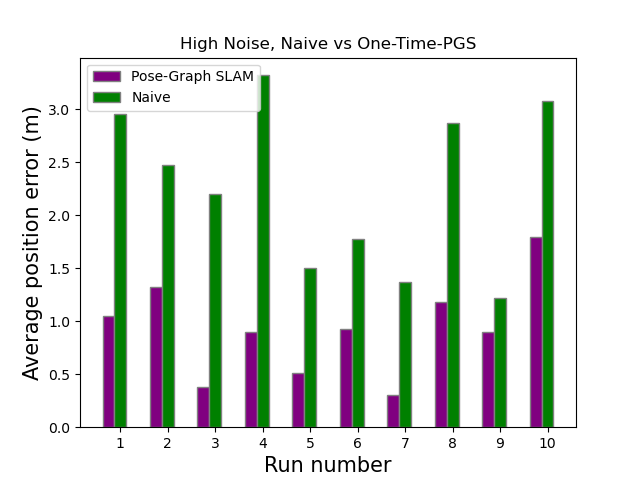 High Noise, Naive vs One-Time-PGS
Pose-Graph SLAM
Naive
Average position error (m)
3.0
2.5
2.0
1.5
1.0
0.5
0.0
1 2 3 4 5 6 7 8 9 10
Run number